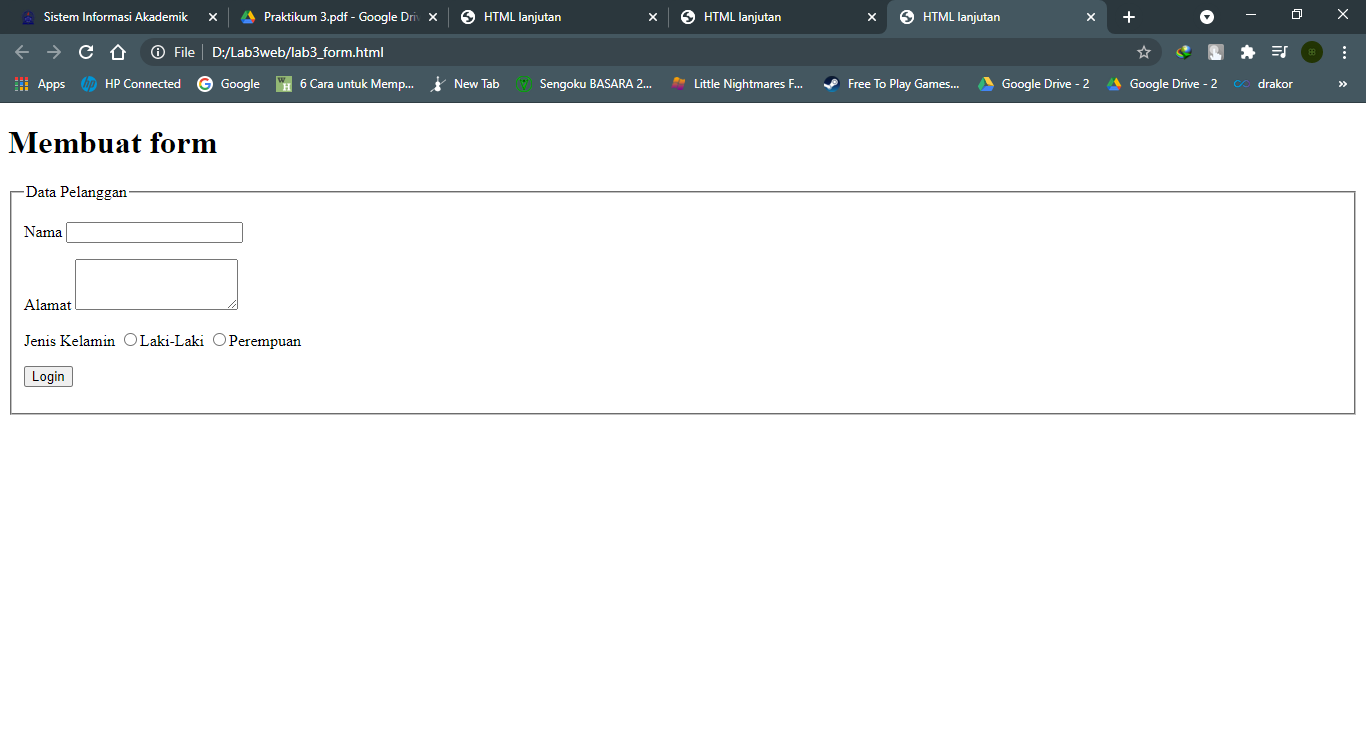 Sistem Informasi Akademik
Praktikum 3.pdf - Google Driv
HTML lanjutan
HTML lanjutan
HTML lanjutan
File D:/Lab3web/lab3_form.html
Apps HP Connected Google 6 Cara untuk Memp... New Tab Sengoku BASARA 2... Little Nightmares F... Free To Play Games... Google Drive - 2 Google Drive - 2 drakor »
Membuat form
Data Pelanggan
Nama
Alamat
Jenis Kelamin Laki-Laki Perempuan
Login